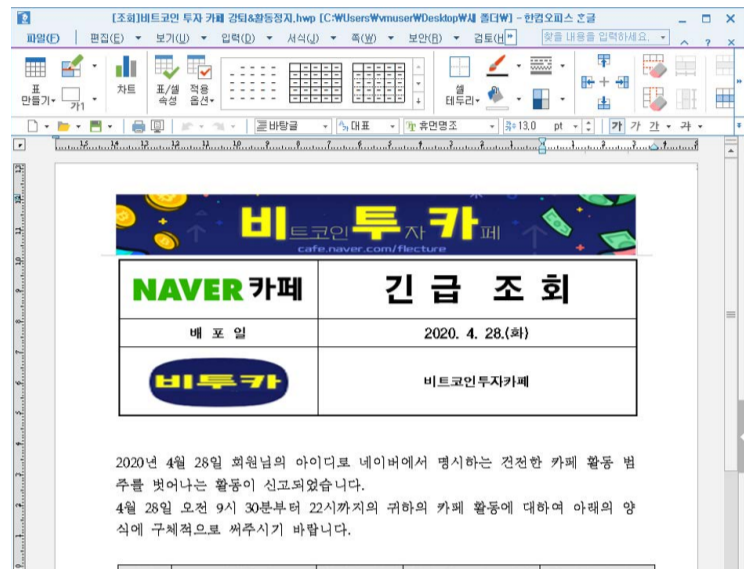 [조회]비트코인 투자 카페 강퇴&활동정지.hwp [C:₩Users₩vmuser₩Desktop₩새 폴더₩] - 한컴오피스 한글
파일(F) 편집(E) 보기(U) 입력(D) 서식(J) 쪽(W) 보안(B) 검토(H) 찾을 내용을 입력하세요. ^ ? x
표 만들기 가1 차트 표/셀 속성 적용 옵션 셀 테두리
바탕글 대표 휴먼명조 13.0 pt 가 가 가 가
비트코인 투자 카페
cafe.naver.com/flecture
NAVER 카페 긴 급 조 회
배 포 일 2020. 4. 28.(화)
비투카 비트코인투자카페
2020년 4월 28일 회원님의 아이디로 네이버에서 명시하는 건전한 카페 활동 범
주를 벗어나는 활동이 신고되었습니다.
4월 28일 오전 9시 30분부터 22시까지의 귀하의 카페 활동에 대하여 아래의 양
식에 구체적으로 써주시기 바랍니다.